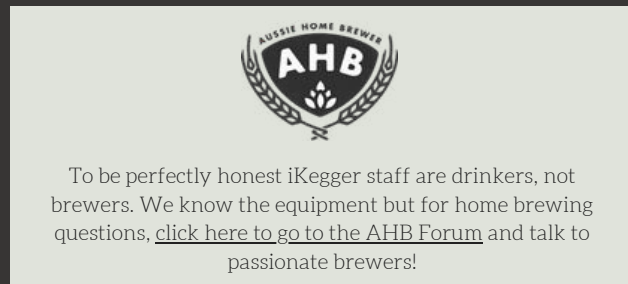 AUSSIE HOME BREWER
AHB
To be perfectly honest iKegger staff are drinkers, not
brewers. We know the equipment but for home brewing
questions, click here to go to the AHB Forum and talk to
passionate brewers!